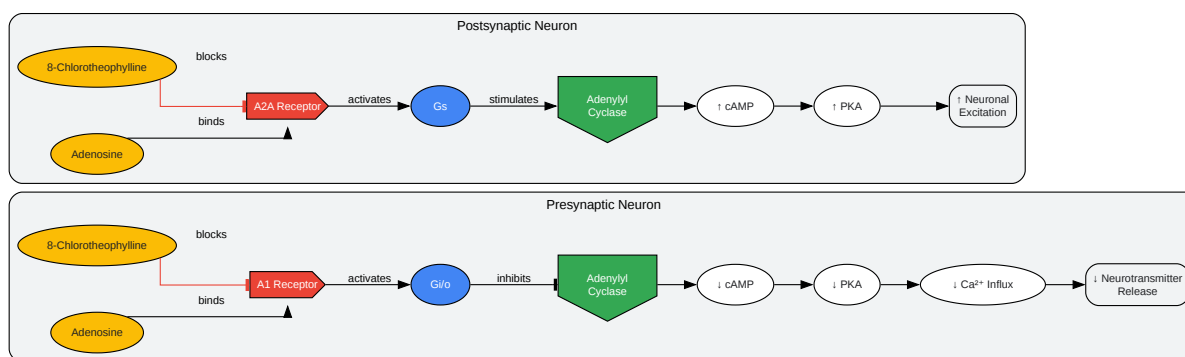 Postsynaptic Neuron
8-Chlorotheophylline
blocks
A2A Receptor
activates
Gs
stimulates
Adenylyl
Cyclase
↑ cAMP
↑ PKA
↑ Neuronal
Excitation
binds
Adenosine
Presynaptic Neuron
8-Chlorotheophylline
blocks
A1 Receptor
activates
Gi/o
inhibits
Adenylyl
Cyclase
↓ cAMP
↓ PKA
↓ Ca²⁺ Influx
↓ Neurotransmitter
Release
binds
Adenosine